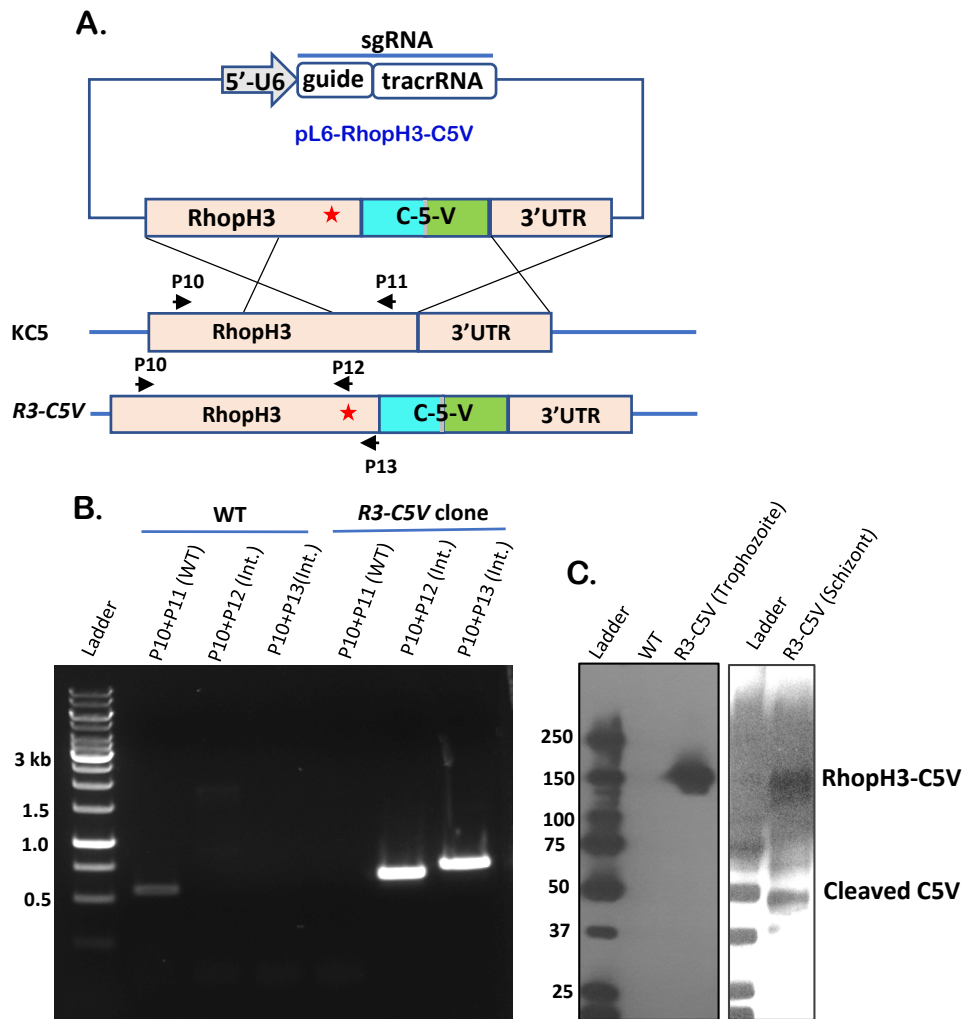 A.
sgRNA
5'-U6
guide
tracrRNA
pL6-RhopH3-C5V
RhopH3
C-5-V
3'UTR
P10
P11
KC5
RhopH3
3'UTR
P10
P12
R3-C5V
RhopH3
C-5-V
3'UTR
P13
B.
WT
R3-C5V clone
Ladder
P10+P11 (WT)
P10+P12 (Int.)
P10+P13(Int.)
P10+P11 (WT)
P10+P12 (Int.)
P10+P13 (Int.)
3 kb
1.5
1.0
0.5
C.
Ladder
WT
R3-C5V (Trophozoite)
Ladder
R3-C5V (Schizont)
250
150
100
75
50
37
25
RhopH3-C5V
Cleaved C5V